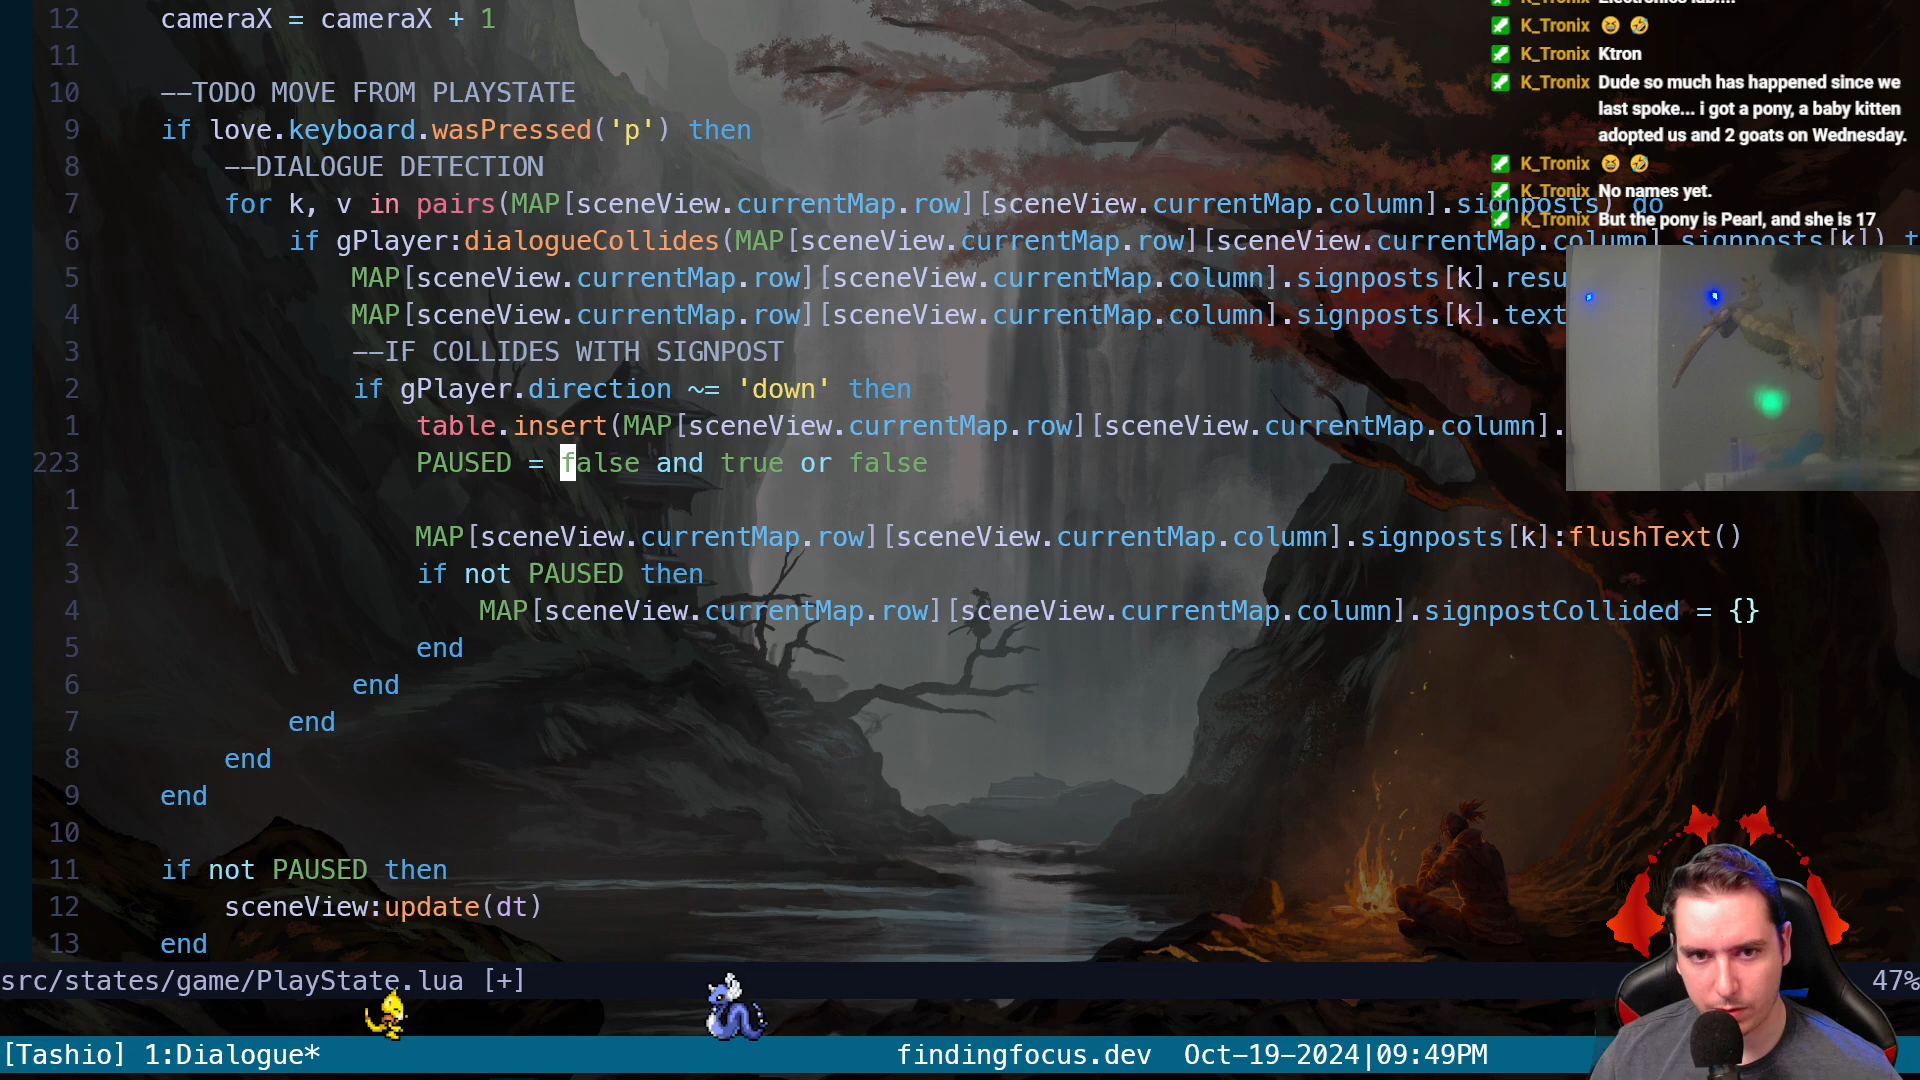 12 cameraX = cameraX + 1
11
10 --TODO MOVE FROM PLAYSTATE
9 if love.keyboard.wasPressed('p') then
8 --DIALOGUE DETECTION
7 for k, v in pairs(MAP[sceneView.currentMap.row][sceneView.currentMap.column].signposts) do
6 if gPlayer:dialogueCollides(MAP[sceneView.currentMap.row][sceneView.currentMap.column].signposts[k]) t
5 MAP[sceneView.currentMap.row][sceneView.currentMap.column].signposts[k].resu
4 MAP[sceneView.currentMap.row][sceneView.currentMap.column].signposts[k].text
3 --IF COLLIDES WITH SIGNPOST
2 if gPlayer.direction ~= 'down' then
1 table.insert(MAP[sceneView.currentMap.row][sceneView.currentMap.column].
223 PAUSED = false and true or false
1
2 MAP[sceneView.currentMap.row][sceneView.currentMap.column].signposts[k]:flushText()
3 if not PAUSED then
4 MAP[sceneView.currentMap.row][sceneView.currentMap.column].signpostCollided = {}
5 end
6 end
7 end
8 end
9 end
10
11 if not PAUSED then
12 sceneView:update(dt)
13 end
src/states/game/PlayState.lua [+] 47%
[Tashio] 1:Dialogue* findingfocus.dev Oct-19-2024|09:49PM
K_Tronix 😆 🤣
K_Tronix Ktron
K_Tronix Dude so much has happened since we
last spoke... i got a pony, a baby kitten
adopted us and 2 goats on Wednesday.
K_Tronix 😆 🤣
K_Tronix No names yet.
K_Tronix But the pony is Pearl, and she is 17